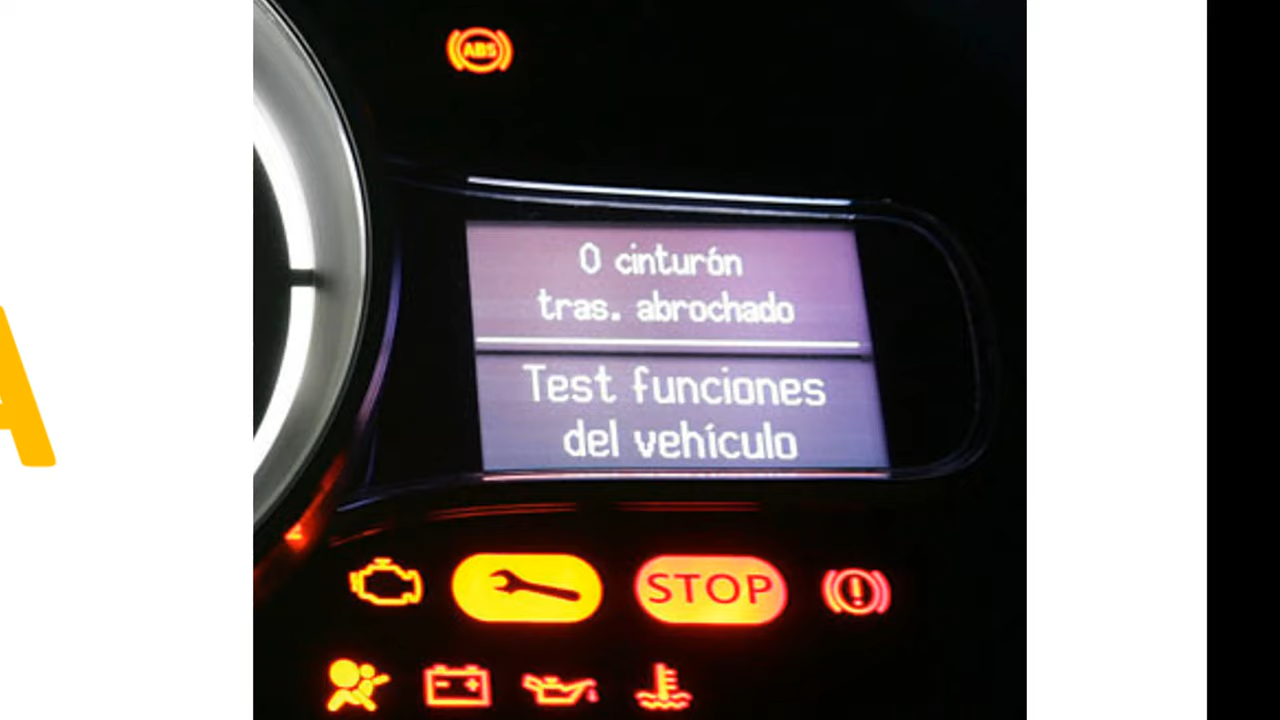 A
ABS
0 cinturón
tras. abrochado
Test funciones
del vehículo
STOP